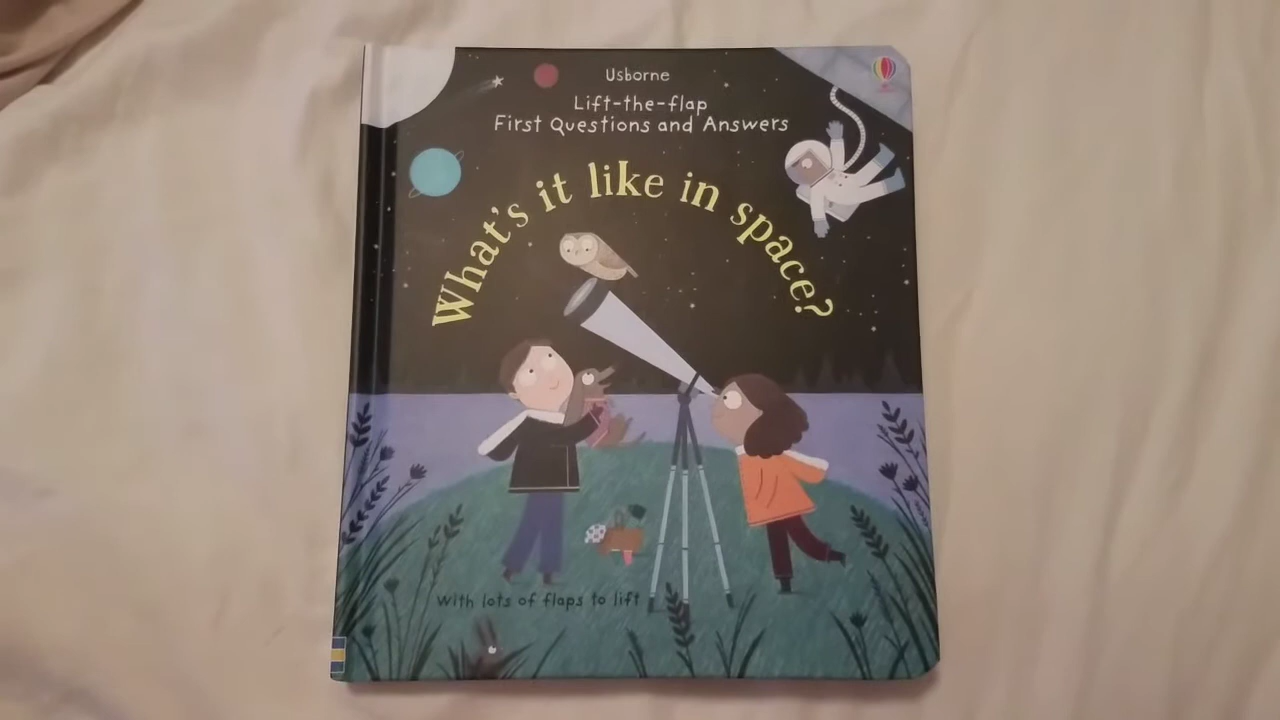 Usborne
Lift-the-flap
First Questions and Answers
What's it like in space?
With lots of flaps to lift